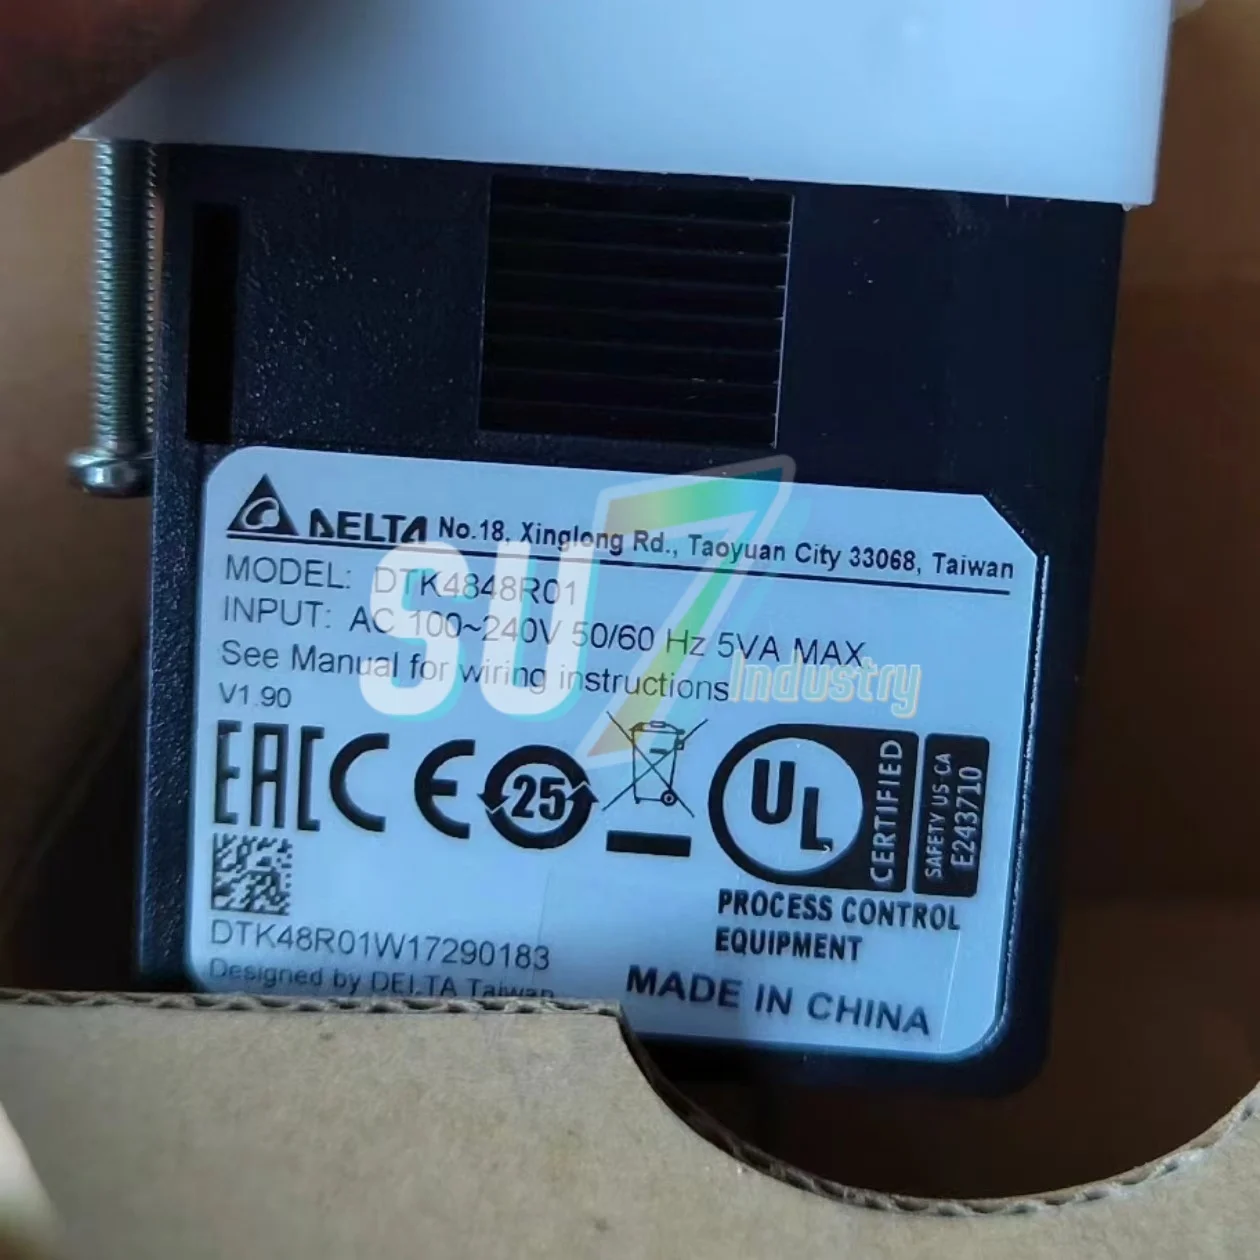 DELTA No.18, Xinglong Rd., Taoyuan City 33068, Taiwan
MODEL: DTK4848R01
INPUT: AC 100~240V 50/60 Hz 5VA MAX
See Manual for wiring instructions
V1.90
SU7 Industry
EAC CE 25 UL CERTIFIED SAFETY US CA E243710
PROCESS CONTROL
EQUIPMENT
DTK48R01W17290183
Designed by DELTA Taiwan
MADE IN CHINA